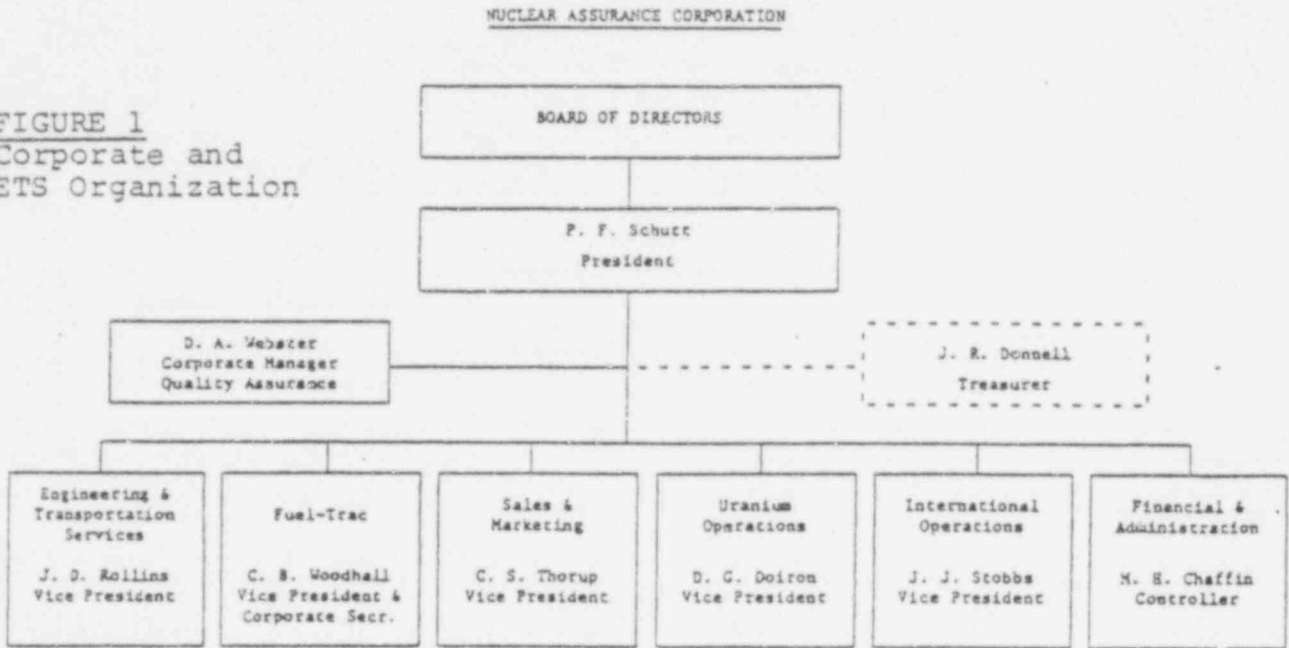 NUCLEAR ASSURANCE CORPORATION
FIGURE 1
Corporate and
ETS Organization
BOARD OF DIRECTORS
P. F. Schutt
President
D. A. Webster
Corporate Manager
Quality Assurance
J. R. Donnell
Treasurer
Engineering &
Transportation
Services
J. D. Rollins
Vice President
Fuel-Trac
C. B. Woodhall
Vice President &
Corporate Secr.
Sales &
Marketing
C. S. Thorup
Vice President
Uranium
Operations
D. G. Doiron
Vice President
International
Operations
J. J. Stobbs
Vice President
Financial &
Administration
M. H. Chaffin
Controller